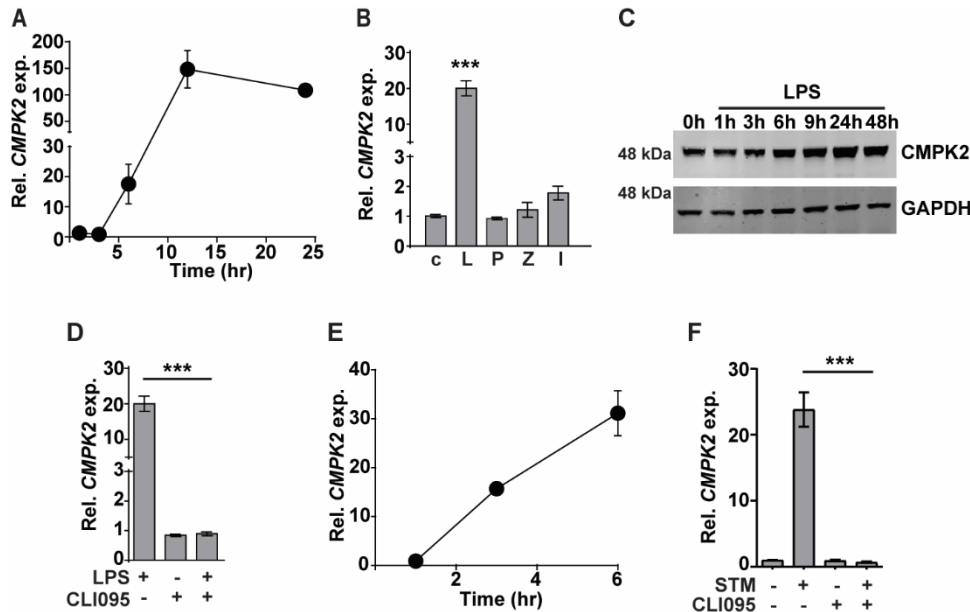 A
Rel. CMPK2 exp.
200
150
100
50
30
20
10
0
5 10 15 20 25
Time (hr)
B
Rel. CMPK2 exp.
30
20
10
2
1
0
***
c L P Z I
C
LPS
0h 1h 3h 6h 9h 24h 48h
48 kDa
CMPK2
48 kDa
GAPDH
D
Rel. CMPK2 exp.
30
20
10
3
2
1
0
***
LPS + - +
CLI095 - + +
E
Rel. CMPK2 exp.
40
30
20
10
0
2 4 6
Time (hr)
F
Rel. CMPK2 exp.
30
20
10
0
***
STM - + - +
CLI095 - - + +